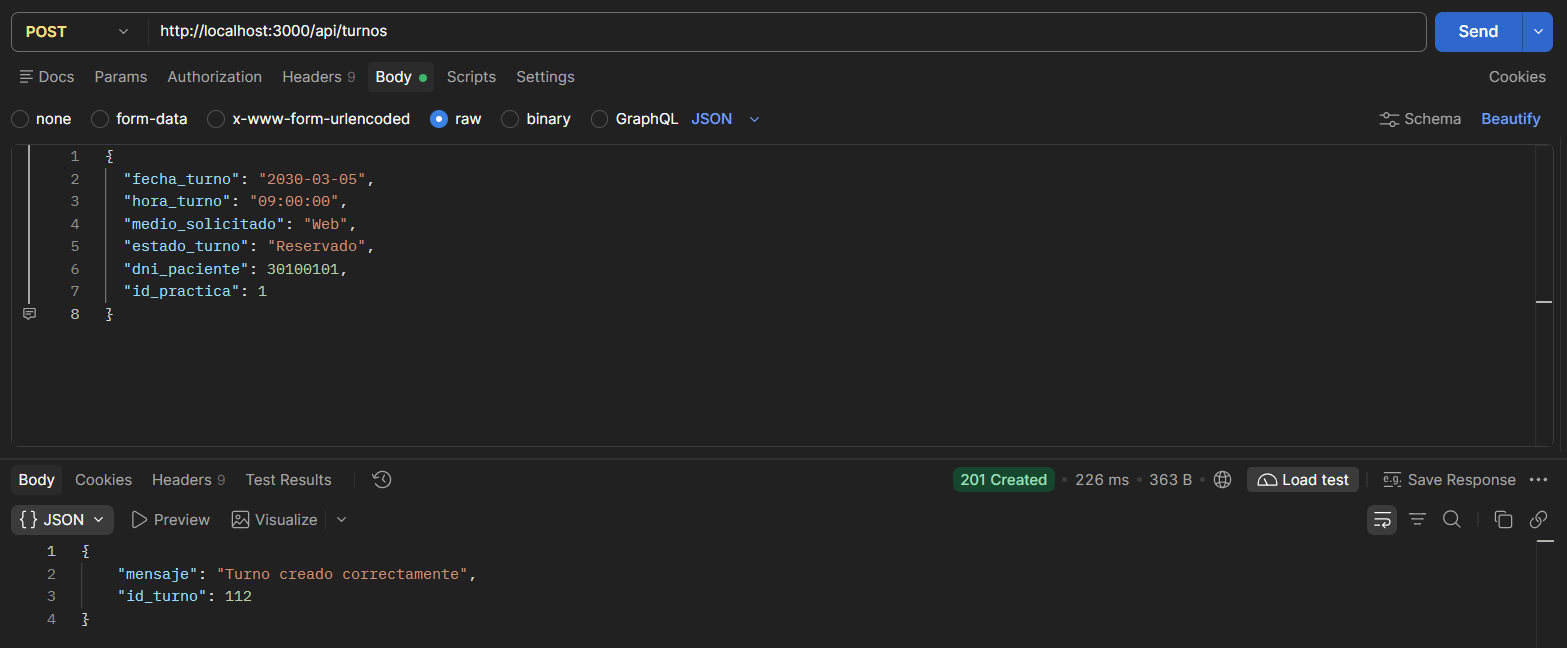 POST http://localhost:3000/api/turnos Send
Docs Params Authorization Headers 9 Body Scripts Settings Cookies
none form-data x-www-form-urlencoded raw binary GraphQL JSON Schema Beautify
1 {
2 "fecha_turno": "2030-03-05",
3 "hora_turno": "09:00:00",
4 "medio_solicitado": "Web",
5 "estado_turno": "Reservado",
6 "dni_paciente": 30100101,
7 "id_practica": 1
8 }
Body Cookies Headers 9 Test Results 201 Created • 226 ms • 363 B • Load test e.g. Save Response
{} JSON Preview Visualize
1 {
2 "mensaje": "Turno creado correctamente",
3 "id_turno": 112
4 }